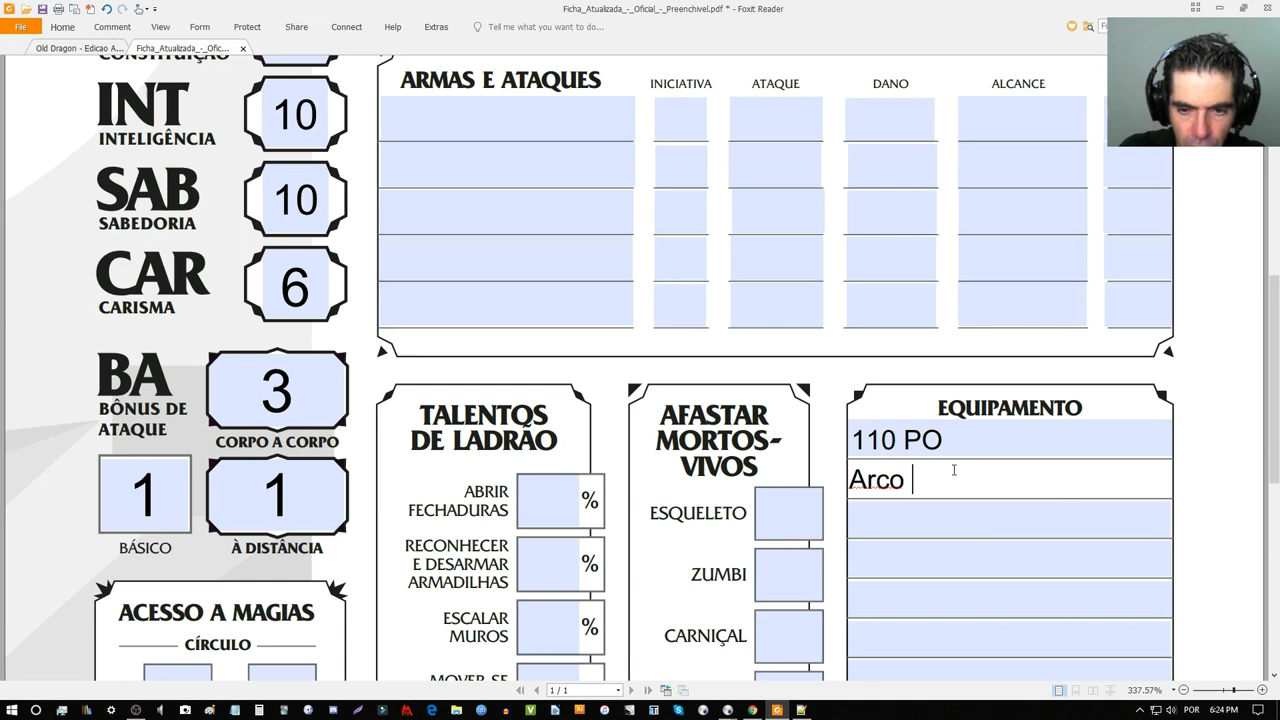 Ficha_Atualizada_-_Oficial_-_Preenchivel.pdf * - Foxit Reader
File Home Comment View Form Protect Share Connect Help Extras Tell me what you want to do...
Old Dragon - Edicao A... Ficha_Atualizada_-_Ofic...
CONSTITUIÇÃO
INT 10
INTELIGÊNCIA
SAB 10
SABEDORIA
CAR 6
CARISMA
BA 3
BÔNUS DE
ATAQUE
CORPO A CORPO
1 1
BÁSICO À DISTÂNCIA
ACESSO A MAGIAS
CÍRCULO
ARMAS E ATAQUES INICIATIVA ATAQUE DANO ALCANCE
TALENTOS
DE LADRÃO
ABRIR
FECHADURAS %
RECONHECER
E DESARMAR %
ARMADILHAS
ESCALAR
MUROS %
MOVER-SE
AFASTAR
MORTOS-
VIVOS
ESQUELETO
ZUMBI
CARNIÇAL
EQUIPAMENTO
110 PO
Arco
1 / 1
337.57%
POR 6:24 PM